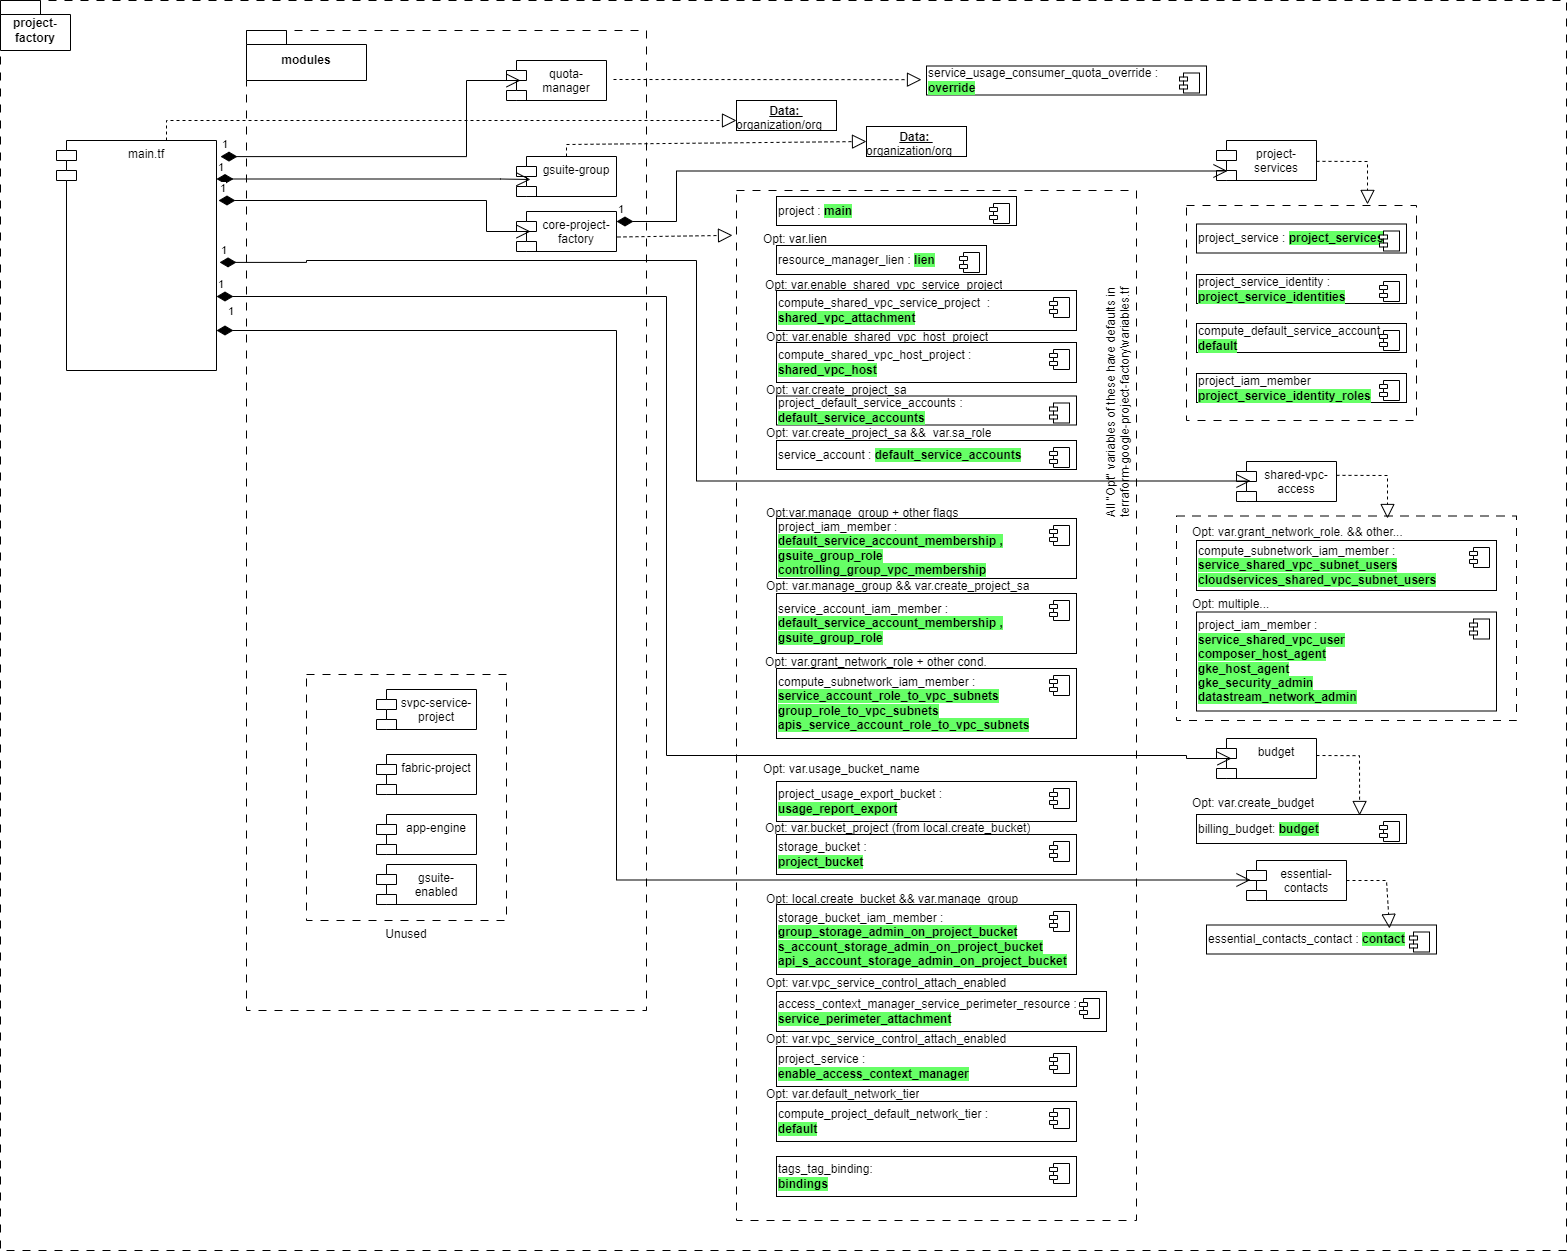 project-
factory
modules
quota-
manager
service_usage_consumer_quota_override :
override
Data:
organization/org
Data:
organization/org
main.tf
1
1
1
1
1
1
gsuite-group
core-project-
factory
1
project-
services
project : main
Opt: var.lien
resource_manager_lien : lien
Opt: var.enable_shared_vpc_service_project
compute_shared_vpc_service_project :
shared_vpc_attachment
Opt: var.enable_shared_vpc_host_project
compute_shared_vpc_host_project :
shared_vpc_host
Opt: var.create_project_sa
project_default_service_accounts :
default_service_accounts
Opt: var.create_project_sa && var.sa_role
service_account : default_service_accounts
All "Opt" variables of these have defaults in
terraform-google-project-factory\variables.tf
project_service : project_services
project_service_identity :
project_service_identities
compute_default_service_account
default
project_iam_member
project_service_identity_roles
shared-vpc-
access
Opt:var.manage_group + other flags
project_iam_member :
default_service_account_membership ,
gsuite_group_role
controlling_group_vpc_membership
Opt: var.manage_group && var.create_project_sa
service_account_iam_member :
default_service_account_membership ,
gsuite_group_role
Opt: var.grant_network_role + other cond.
compute_subnetwork_iam_member :
service_account_role_to_vpc_subnets
group_role_to_vpc_subnets
apis_service_account_role_to_vpc_subnets
Opt: var.grant_network_role. && other...
compute_subnetwork_iam_member :
service_shared_vpc_subnet_users
cloudservices_shared_vpc_subnet_users
Opt: multiple...
project_iam_member :
service_shared_vpc_user
composer_host_agent
gke_host_agent
gke_security_admin
datastream_network_admin
svpc-service-
project
fabric-project
app-engine
gsuite-
enabled
Unused
budget
Opt: var.usage_bucket_name
project_usage_export_bucket :
usage_report_export
Opt: var.bucket_project (from local.create_bucket)
storage_bucket :
project_bucket
Opt: var.create_budget
billing_budget: budget
essential-
contacts
essential_contacts_contact : contact
Opt: local.create_bucket && var.manage_group
storage_bucket_iam_member :
group_storage_admin_on_project_bucket
s_account_storage_admin_on_project_bucket
api_s_account_storage_admin_on_project_bucket
Opt: var.vpc_service_control_attach_enabled
access_context_manager_service_perimeter_resource :
service_perimeter_attachment
Opt: var.vpc_service_control_attach_enabled
project_service :
enable_access_context_manager
Opt: var.default_network_tier
compute_project_default_network_tier :
default
tags_tag_binding:
bindings